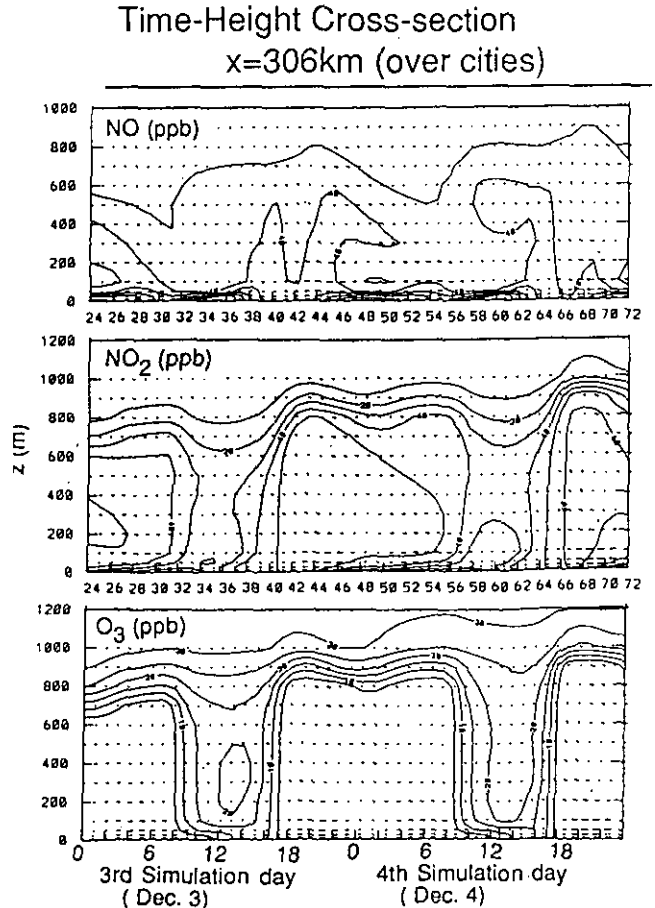 Time-Height Cross-section
x=306km (over cities)
NO (ppb)
1000
800
600
400
200
0
24 26 28 30 32 34 36 38 40 42 44 46 48 50 52 54 56 58 60 62 64 66 68 70 72
NO2 (ppb)
1200
1000
800
600
400
200
0
z (m)
24 26 28 30 32 34 36 38 40 42 44 46 48 50 52 54 56 58 60 62 64 66 68 70 72
O3 (ppb)
1200
1000
800
600
400
200
0
0 6 12 18 0 6 12 18
3rd Simulation day 4th Simulation day
( Dec. 3) ( Dec. 4)